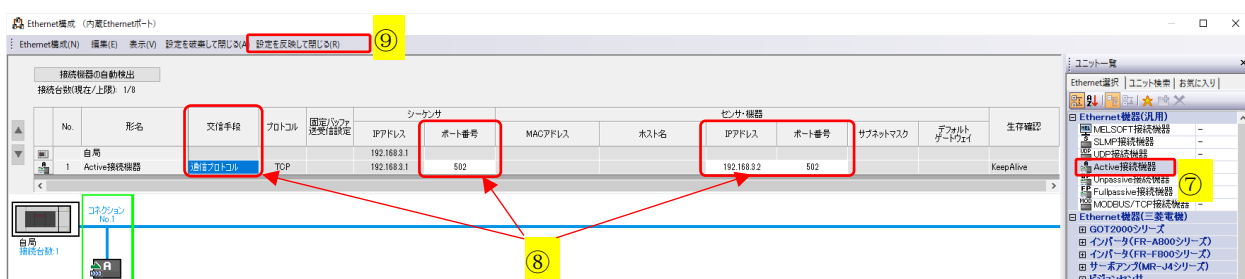 Ethernet構成 （内蔵Ethernetポート）
Ethernet構成(N) 編集(E) 表示(V) 設定を破棄して閉じる(A) 設定を反映して閉じる(R)
⑨
接続機器の自動検出
接続台数(現在/上限): 1/8
シーケンサ センサ・機器
No. 形名 交信手段 プロトコル 固定バッファ送受信設定 IPアドレス ポート番号 MACアドレス ホスト名 IPアドレス ポート番号 サブネットマスク デフォルトゲートウェイ 生存確認
自局 192.168.3.1
1 Active接続機器 通信プロトコル TCP 192.168.3.1 502 192.168.3.2 502 KeepAlive
コネクション
No.1
自局
接続台数:1
⑧
ユニット一覧
Ethernet選択 ユニット検索 お気に入り
Ethernet機器(汎用)
MELSOFT接続機器 -
SLMP接続機器 -
UDP接続機器 -
Active接続機器 -
Unpassive接続機器
Fullpassive接続機器
MODBUS/TCP接続機器 -
⑦
Ethernet機器(三菱電機)
GOT2000シリーズ
インバータ(FR-A800シリーズ)
インバータ(FR-F800シリーズ)
サーボアンプ(MR-J4シリーズ)
ビジョンセンサ